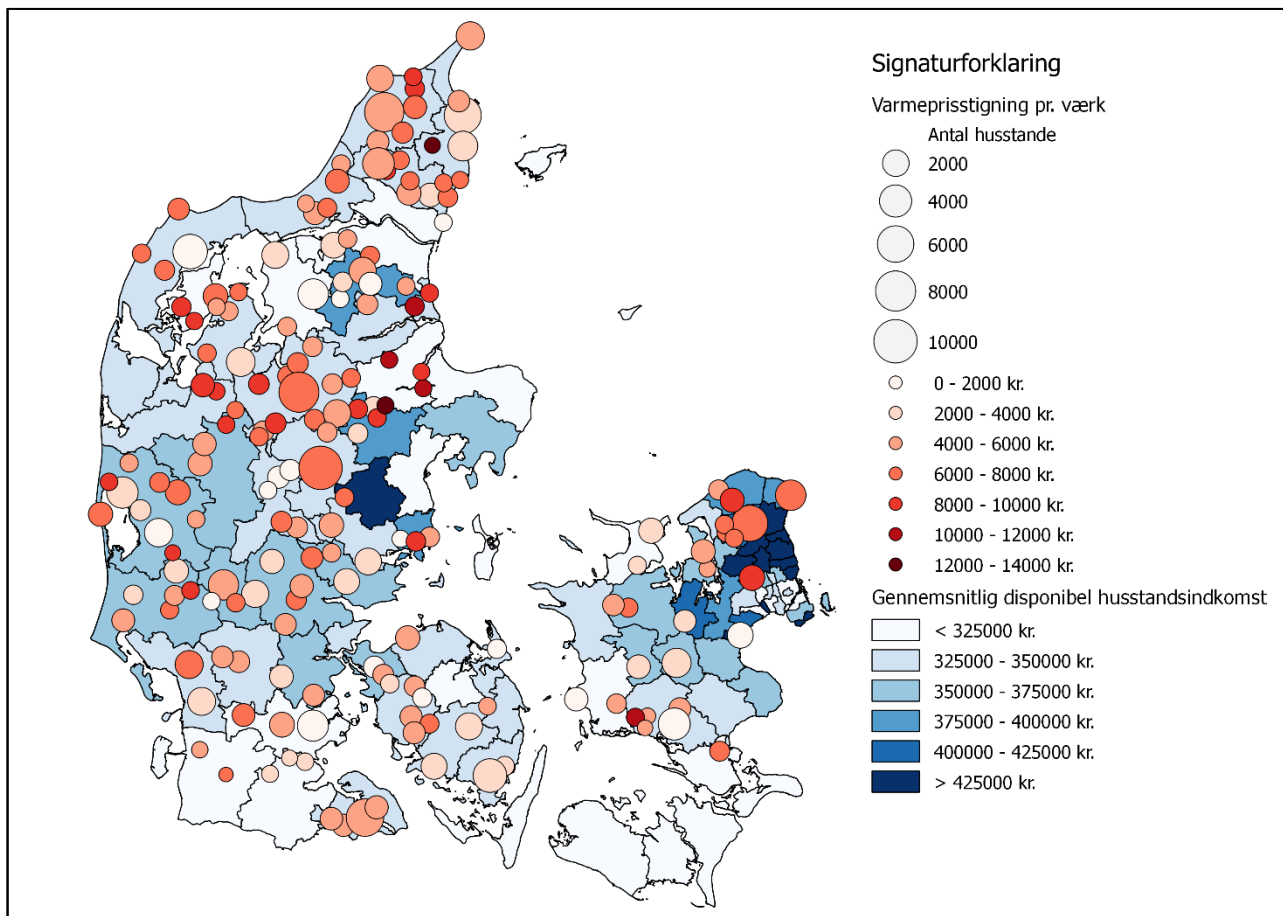 Signaturforklaring
Varmeprisstigning pr. værk
Antal husstande
2000
4000
6000
8000
10000
0 - 2000 kr.
2000 - 4000 kr.
4000 - 6000 kr.
6000 - 8000 kr.
8000 - 10000 kr.
10000 - 12000 kr.
12000 - 14000 kr.
Gennemsnitlig disponibel husstandsindkomst
< 325000 kr.
325000 - 350000 kr.
350000 - 375000 kr.
375000 - 400000 kr.
400000 - 425000 kr.
> 425000 kr.